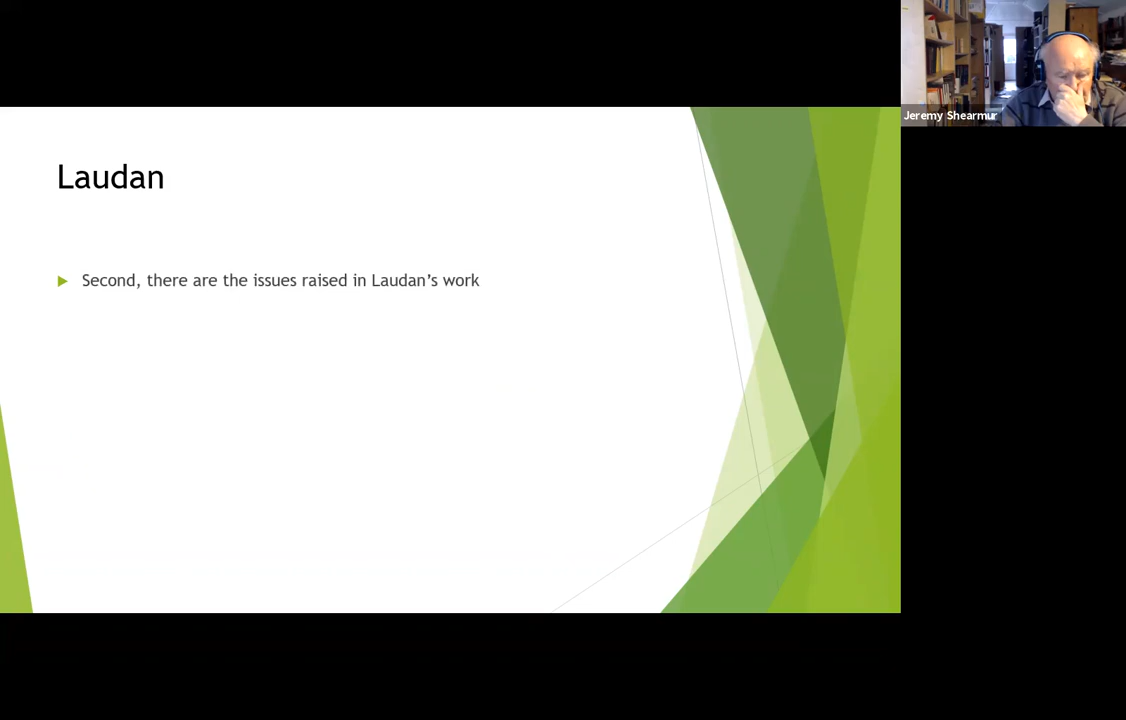 Jeremy Shearmur
Laudan
Second, there are the issues raised in Laudan's work